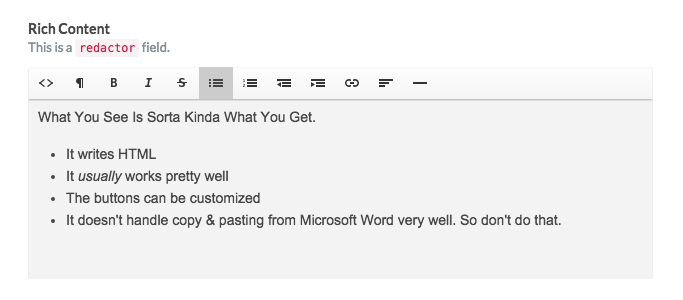 Rich Content
This is a redactor field.
<> ¶ B I S
What You See Is Sorta Kinda What You Get.
• It writes HTML
• It usually works pretty well
• The buttons can be customized
• It doesn't handle copy & pasting from Microsoft Word very well. So don't do that.